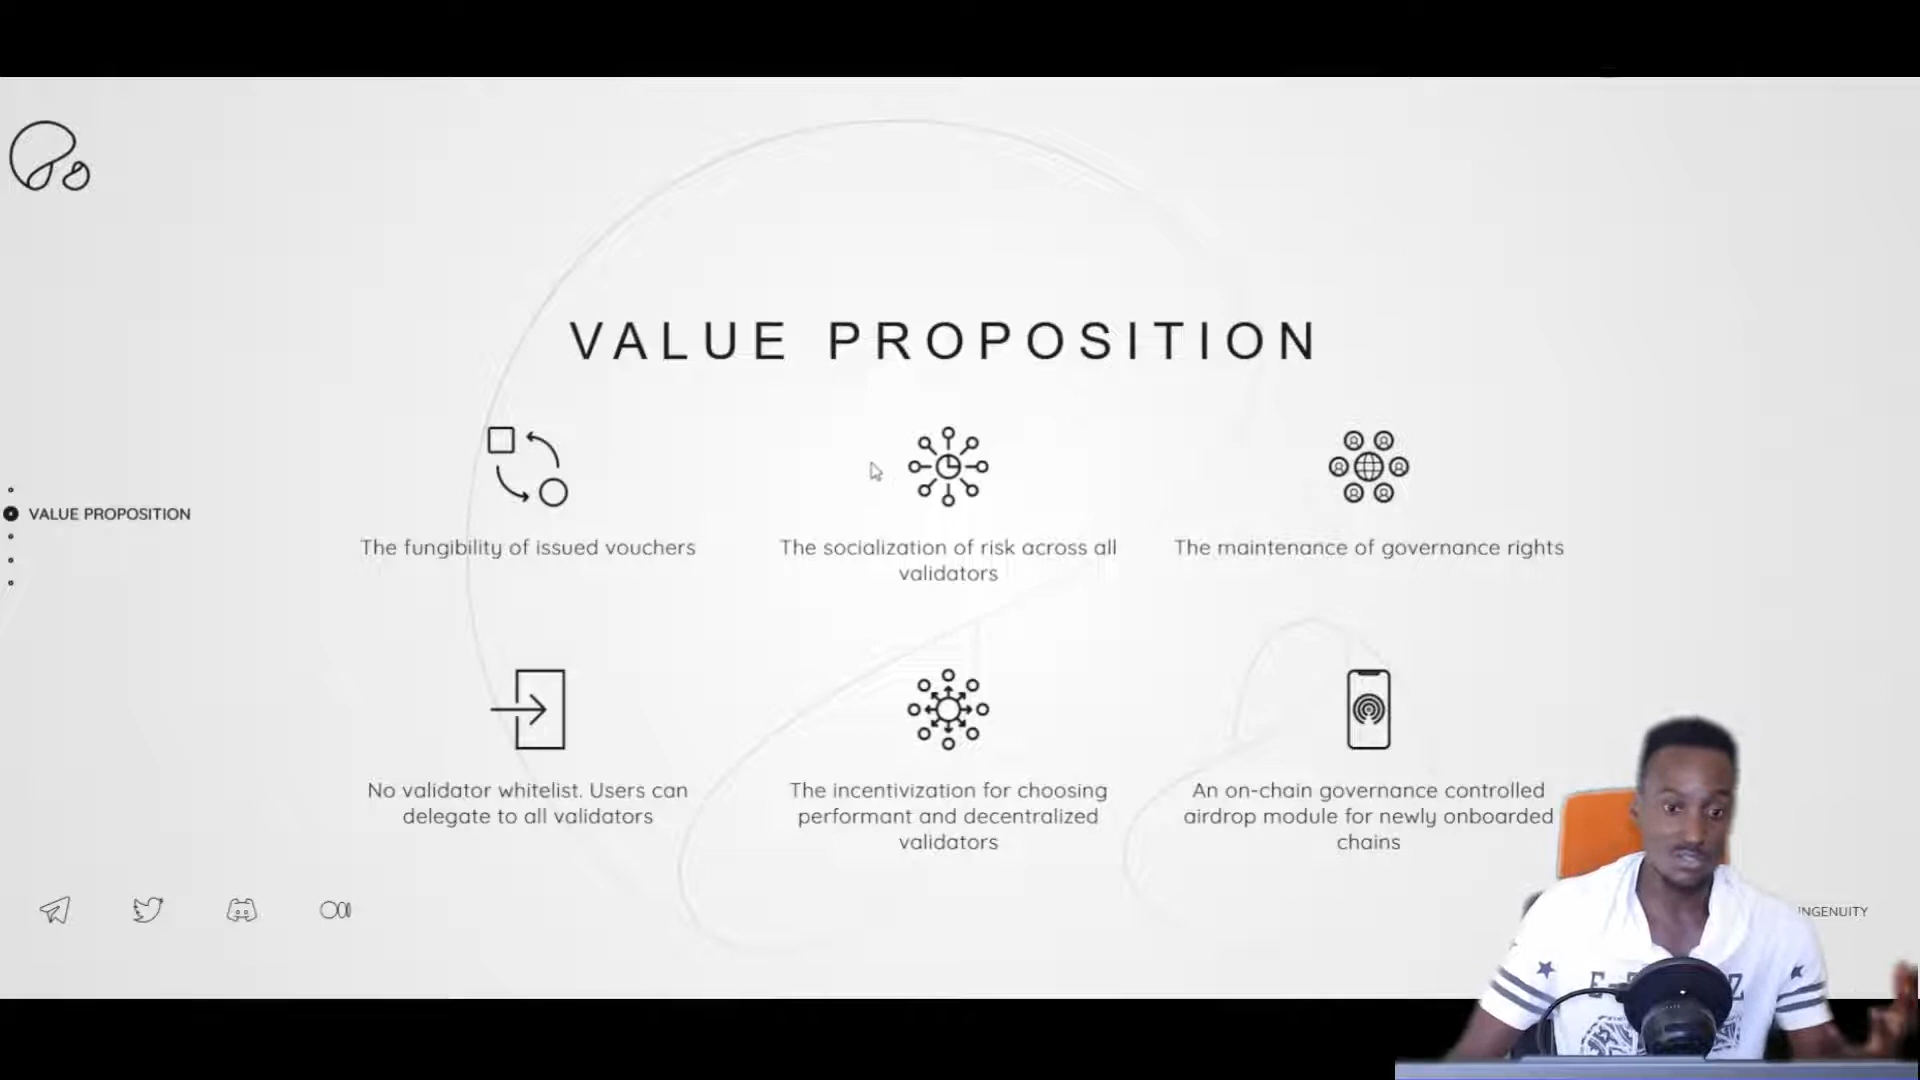 VALUE PROPOSITION
The fungibility of issued vouchers
The socialization of risk across all
validators
The maintenance of governance rights
VALUE PROPOSITION
No validator whitelist. Users can
delegate to all validators
The incentivization for choosing
performant and decentralized
validators
An on-chain governance controlled
airdrop module for newly onboarded
chains
INGENUITY